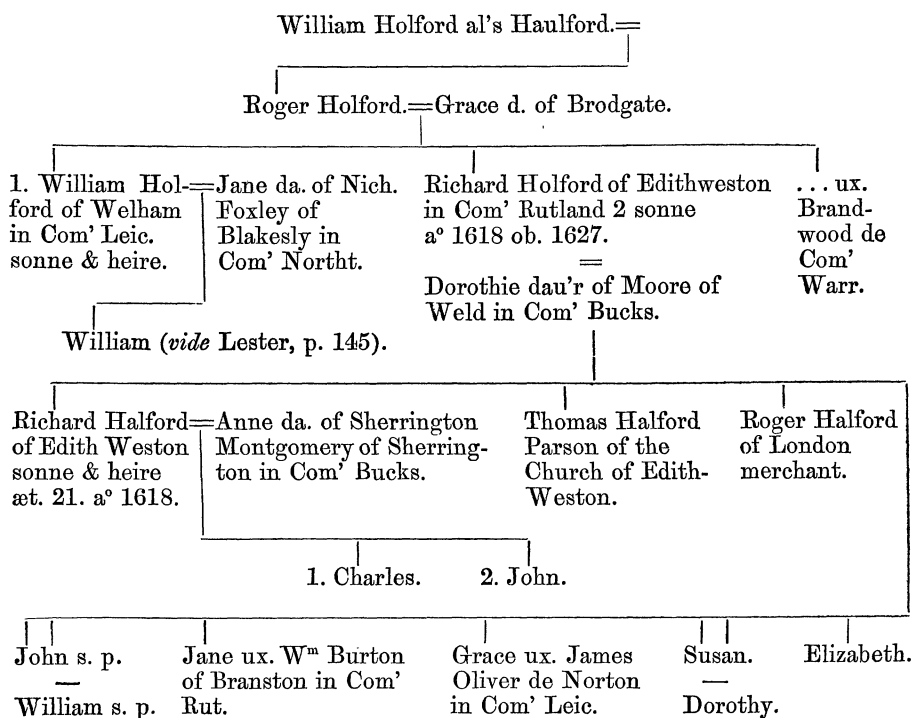 William Holford al's Haulford.=
Roger Holford.=Grace d. of Brodgate.
1. William Hol-=Jane da. of Nich.
ford of Welham Foxley of
in Com' Leic. Blakesly in
sonne & heire. Com' Northt.
Richard Holford of Edithweston
in Com' Rutland 2 sonne
aº 1618 ob. 1627.
=
Dorothie dau'r of Moore of
Weld in Com' Bucks.
... ux.
Brand-
wood de
Com'
Warr.
William (vide Lester, p. 145).
Richard Halford=Anne da. of Sherrington
of Edith Weston Montgomery of Sherring-
sonne & heire ton in Com' Bucks.
æt. 21. aº 1618.
Thomas Halford
Parson of the
Church of Edith-
Weston.
Roger Halford
of London
merchant.
1. Charles. 2. John.
John s. p.
—
William s. p.
Jane ux. Wᵐ Burton
of Branston in Com'
Rut.
Grace ux. James
Oliver de Norton
in Com' Leic.
Susan.
—
Dorothy.
Elizabeth.